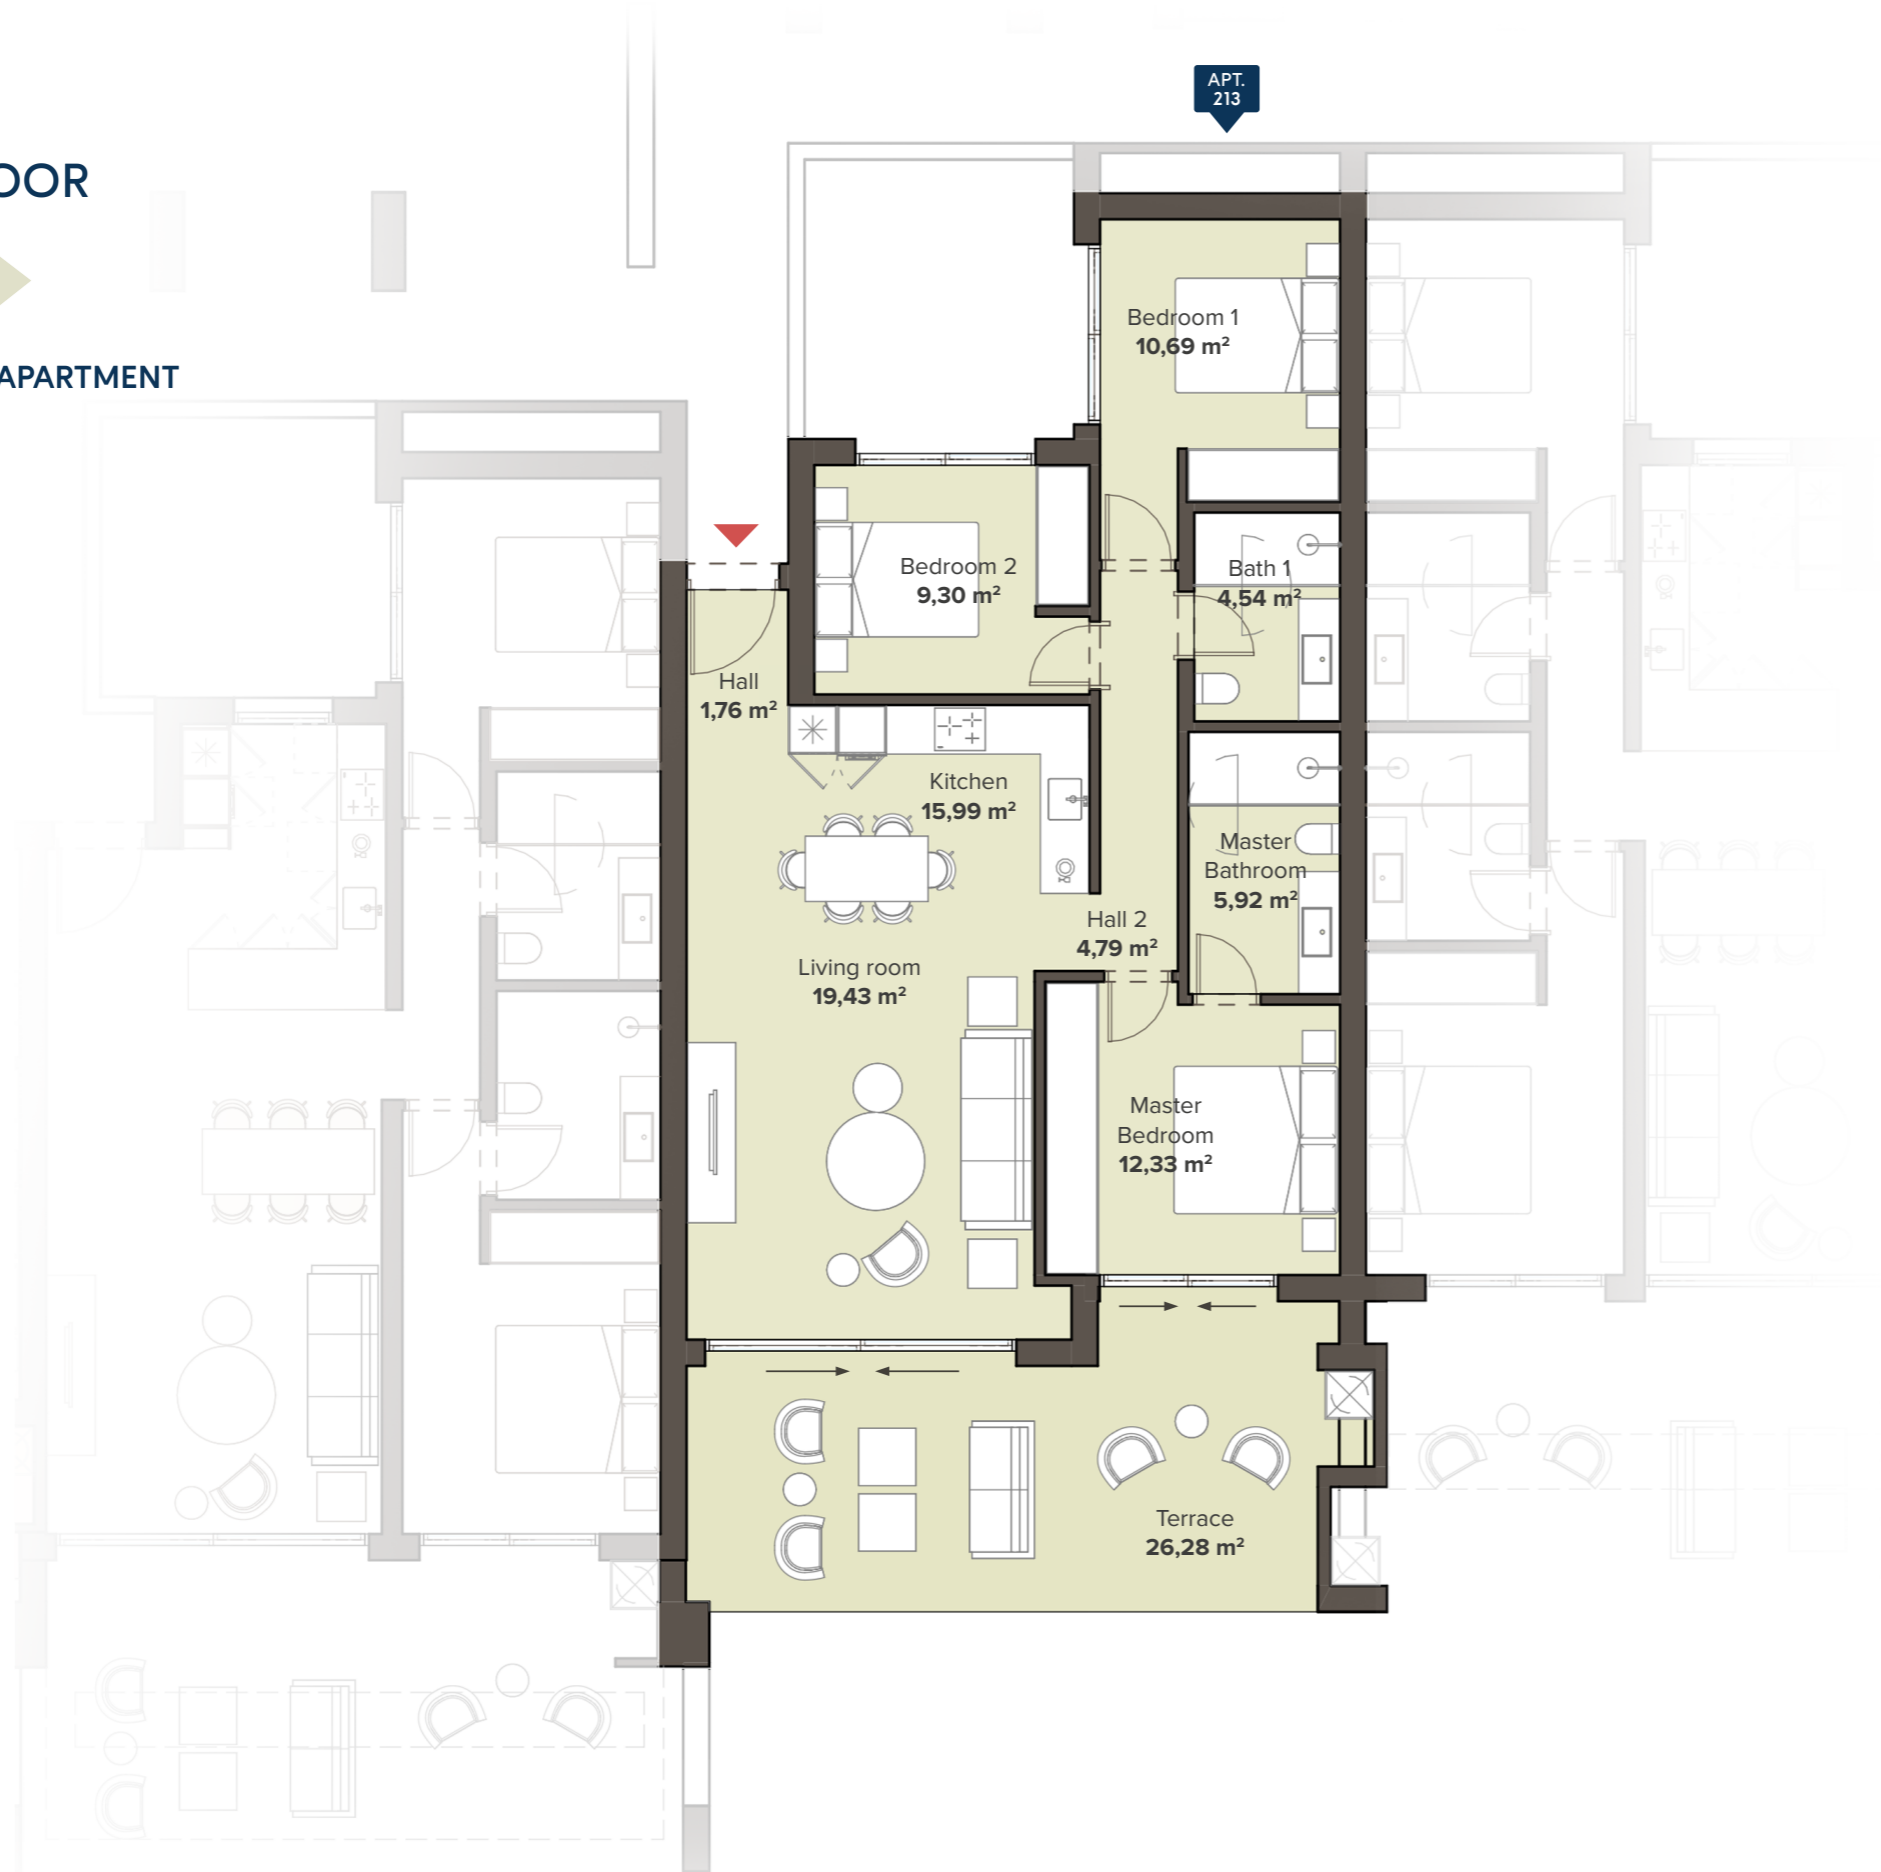 APT.
213
OOR
APARTMENT
Bedroom 1
10,69 m²
Bedroom 2
9,30 m²
Bath 1
4,54 m²
Hall
1,76 m²
Kitchen
15,99 m²
Master
Bathroom
5,92 m²
Hall 2
4,79 m²
Living room
19,43 m²
Master
Bedroom
12,33 m²
Terrace
26,28 m²